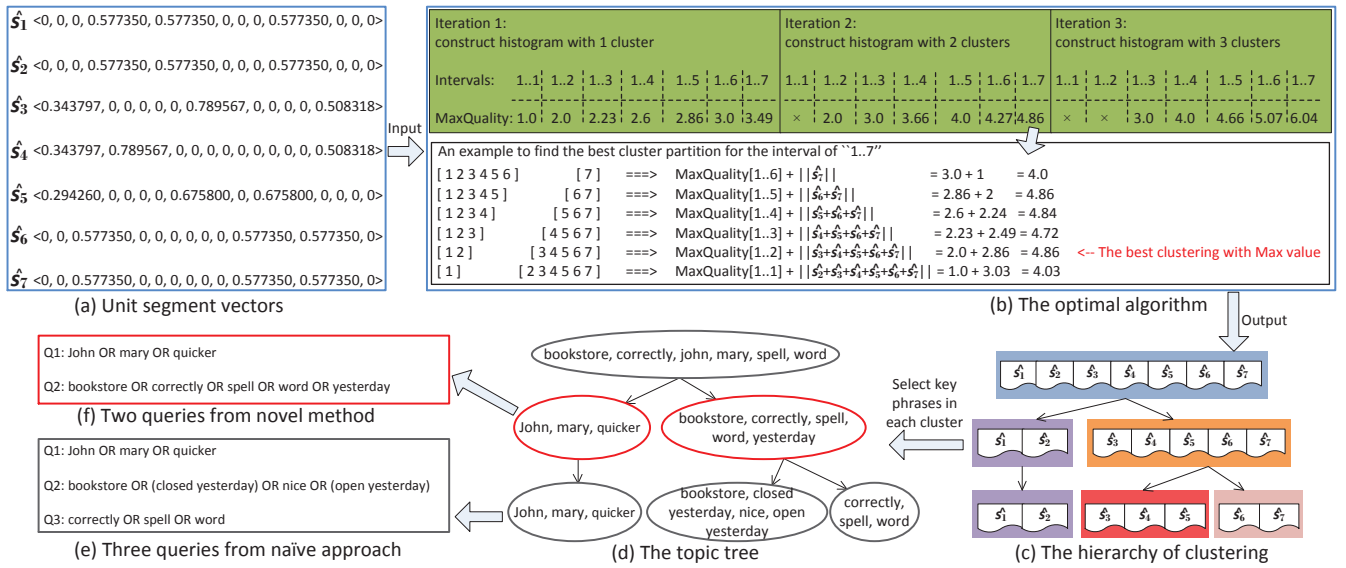 ŝ1 <0, 0, 0, 0.577350, 0.577350, 0, 0, 0, 0.577350, 0, 0, 0>
ŝ2 <0, 0, 0, 0.577350, 0.577350, 0, 0, 0, 0.577350, 0, 0, 0>
ŝ3 <0.343797, 0, 0, 0, 0, 0, 0.789567, 0, 0, 0, 0, 0.508318>
ŝ4 <0.343797, 0.789567, 0, 0, 0, 0, 0, 0, 0, 0, 0, 0.508318>
ŝ5 <0.294260, 0, 0, 0, 0, 0.675800, 0, 0.675800, 0, 0, 0, 0>
ŝ6 <0, 0, 0.577350, 0, 0, 0, 0, 0, 0, 0.577350, 0.577350, 0>
ŝ7 <0, 0, 0.577350, 0, 0, 0, 0, 0, 0, 0.577350, 0.577350, 0>
(a) Unit segment vectors
Input
Iteration 1:
construct histogram with 1 cluster
Intervals: 1..1 1..2 1..3 1..4 1..5 1..6 1..7
MaxQuality: 1.0 2.0 2.23 2.6 2.86 3.0 3.49
Iteration 2:
construct histogram with 2 clusters
1..1 1..2 1..3 1..4 1..5 1..6 1..7
× 2.0 3.0 3.66 4.0 4.27 4.86
Iteration 3:
construct histogram with 3 clusters
1..1 1..2 1..3 1..4 1..5 1..6 1..7
× × 3.0 4.0 4.66 5.07 6.04
An example to find the best cluster partition for the interval of ``1..7''
[ 1 2 3 4 5 6 ] [ 7 ] ===> MaxQuality[1..6] + ||ŝ7|| = 3.0 + 1 = 4.0
[ 1 2 3 4 5 ] [ 6 7 ] ===> MaxQuality[1..5] + ||ŝ6+ŝ7|| = 2.86 + 2 = 4.86
[ 1 2 3 4 ] [ 5 6 7 ] ===> MaxQuality[1..4] + ||ŝ5+ŝ6+ŝ7|| = 2.6 + 2.24 = 4.84
[ 1 2 3 ] [ 4 5 6 7 ] ===> MaxQuality[1..3] + ||ŝ4+ŝ5+ŝ6+ŝ7|| = 2.23 + 2.49 = 4.72
[ 1 2 ] [ 3 4 5 6 7 ] ===> MaxQuality[1..2] + ||ŝ3+ŝ4+ŝ5+ŝ6+ŝ7|| = 2.0 + 2.86 = 4.86 <-- The best clustering with Max value
[ 1 ] [ 2 3 4 5 6 7 ] ===> MaxQuality[1..1] + ||ŝ2+ŝ3+ŝ4+ŝ5+ŝ6+ŝ7|| = 1.0 + 3.03 = 4.03
(b) The optimal algorithm
Output
ŝ1 ŝ2 ŝ3 ŝ4 ŝ5 ŝ6 ŝ7
ŝ1 ŝ2
ŝ3 ŝ4 ŝ5 ŝ6 ŝ7
ŝ1 ŝ2
ŝ3 ŝ4 ŝ5
ŝ6 ŝ7
(c) The hierarchy of clustering
Select key
phrases in
each cluster
bookstore, correctly, john, mary, spell, word
John, mary, quicker
bookstore, correctly, spell,
word, yesterday
John, mary, quicker
bookstore, closed
yesterday, nice, open
yesterday
correctly,
spell, word
(d) The topic tree
Q1: John OR mary OR quicker
Q2: bookstore OR correctly OR spell OR word OR yesterday
(f) Two queries from novel method
Q1: John OR mary OR quicker
Q2: bookstore OR (closed yesterday) OR nice OR (open yesterday)
Q3: correctly OR spell OR word
(e) Three queries from naïve approach